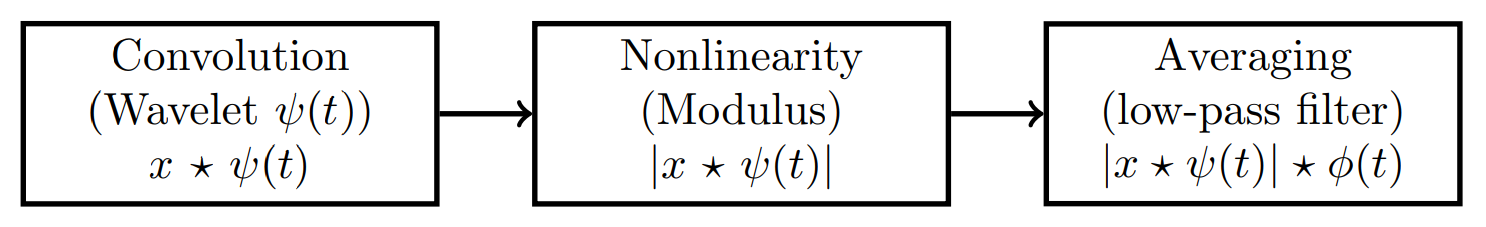 Convolution
(Wavelet ψ(t))
x ⋆ ψ(t)
Nonlinearity
(Modulus)
|x ⋆ ψ(t)|
Averaging
(low-pass filter)
|x ⋆ ψ(t)| ⋆ ϕ(t)